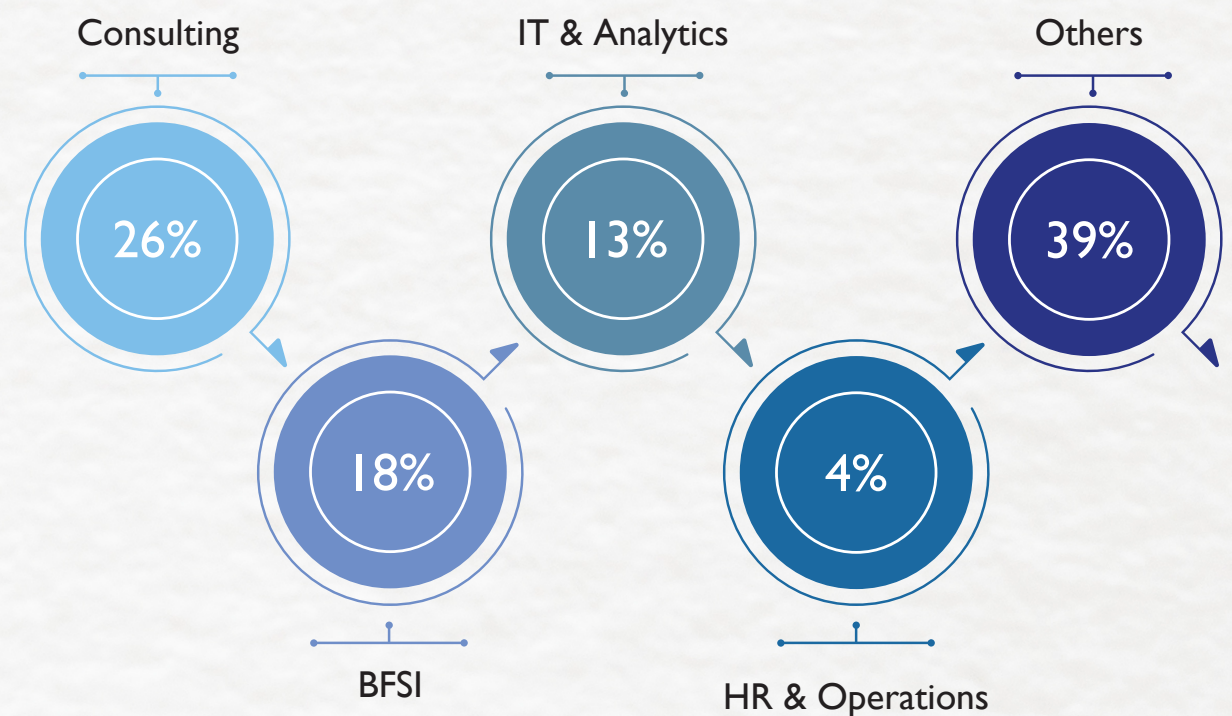 Consulting
IT & Analytics
Others
26%
13%
39%
18%
4%
BFSI
HR & Operations